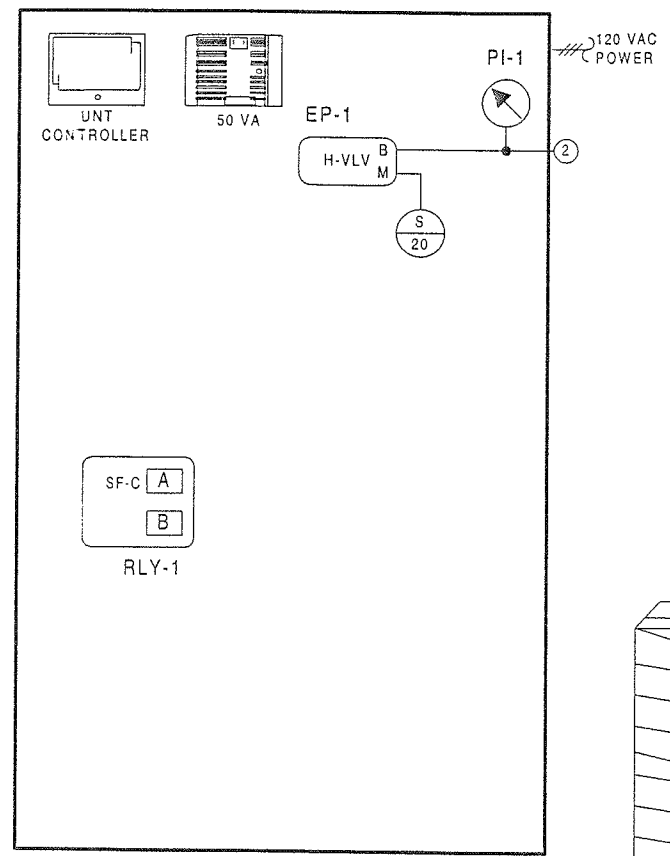 120 VAC
POWER
PI-1
UNT
CONTROLLER
50 VA
EP-1
H-VLV
B
M
2
S
20
SF-C
A
B
RLY-1